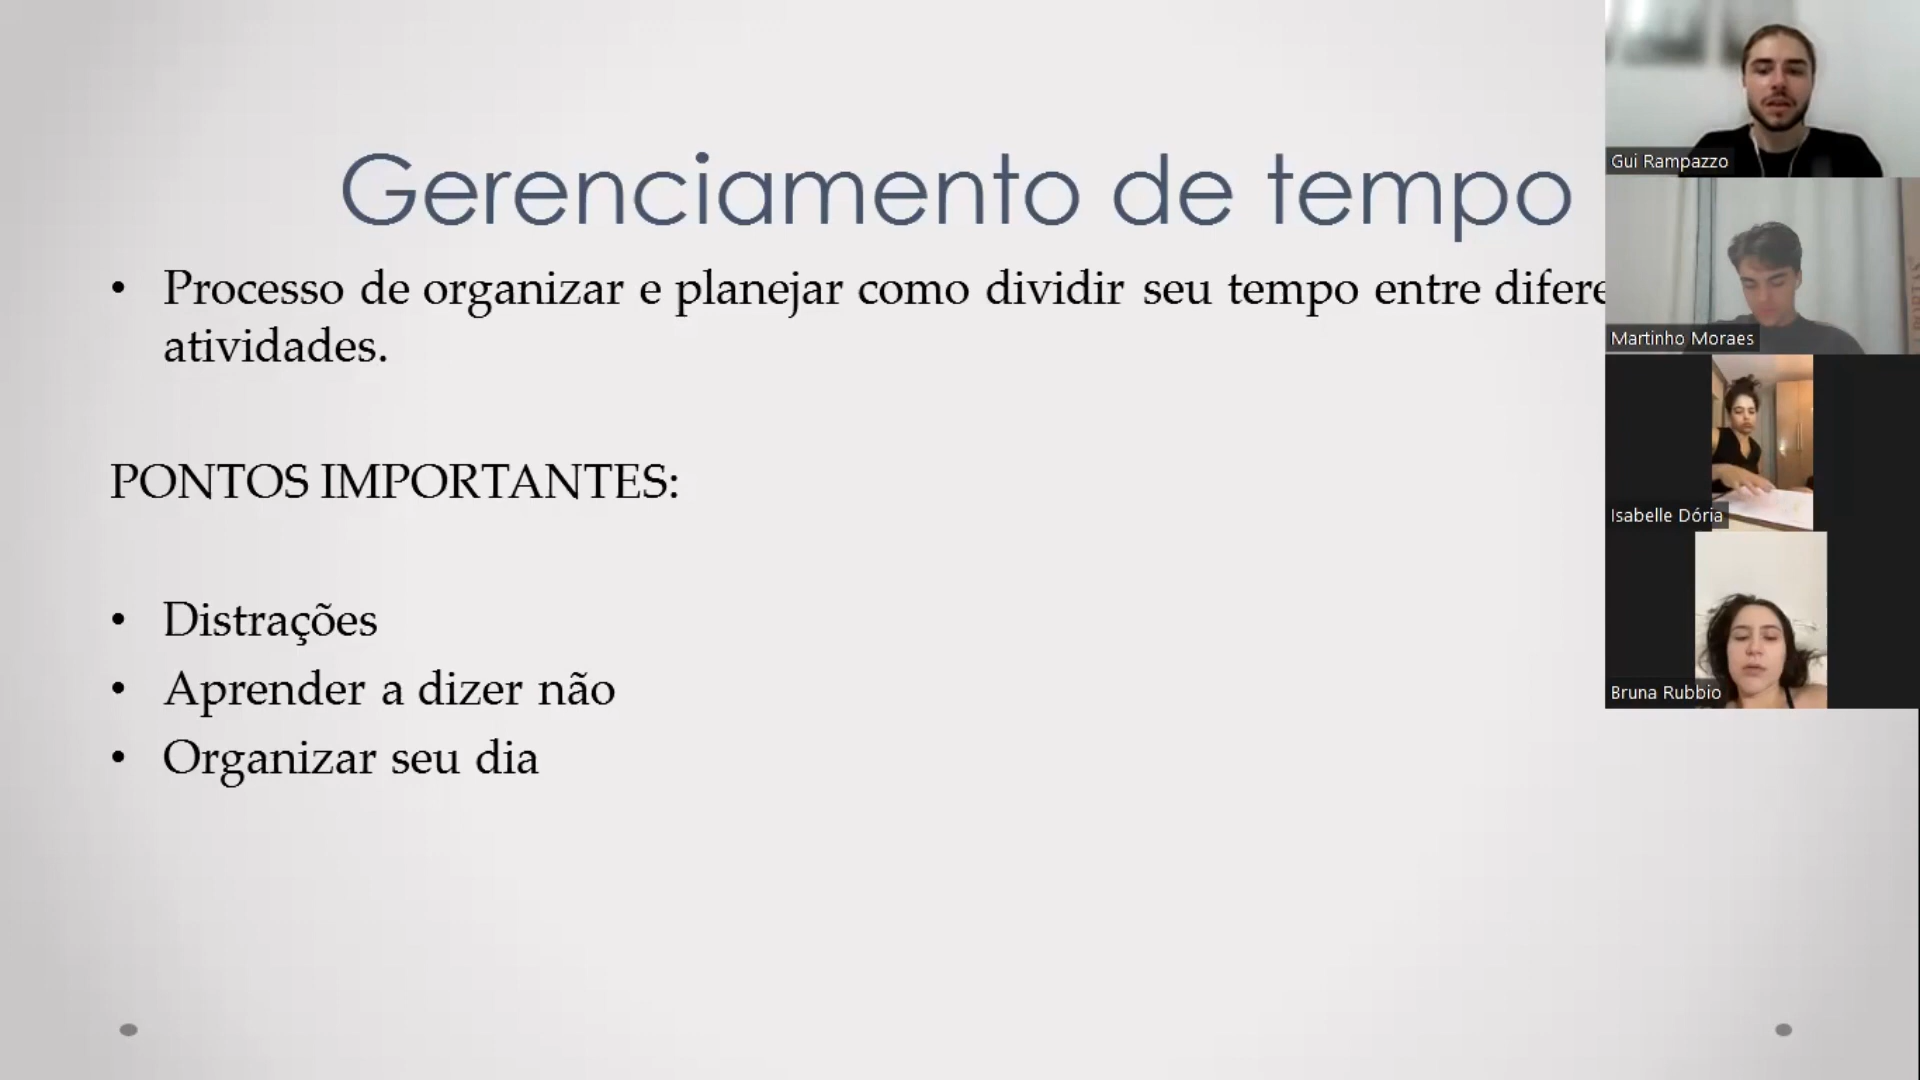 Gerenciamento de tempo
• Processo de organizar e planejar como dividir seu tempo entre
atividades.
PONTOS IMPORTANTES:
• Distrações
• Aprender a dizer não
• Organizar seu dia
Gui Rampazzo
Martinho Moraes
Isabelle Dória
Bruna Rubbio